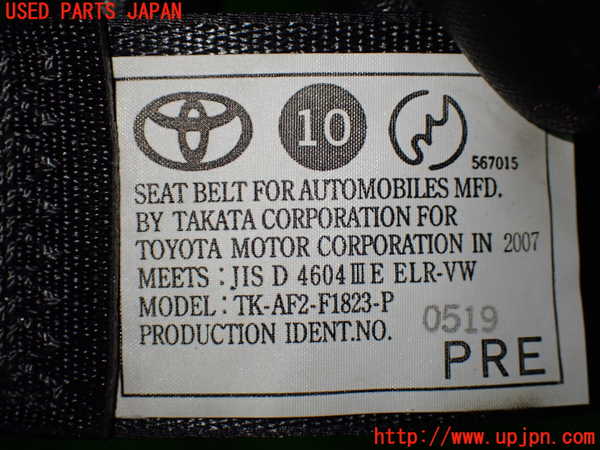 USED PARTS JAPAN
10
567015
SEAT BELT FOR AUTOMOBILES MFD.
BY TAKATA CORPORATION FOR
TOYOTA MOTOR CORPORATION IN 2007
MEETS : JIS D 4604 Ⅲ E ELR-VW
MODEL : TK-AF2-F1823-P
PRODUCTION IDENT.NO. 0519
PRE
http://www.upjpn.com